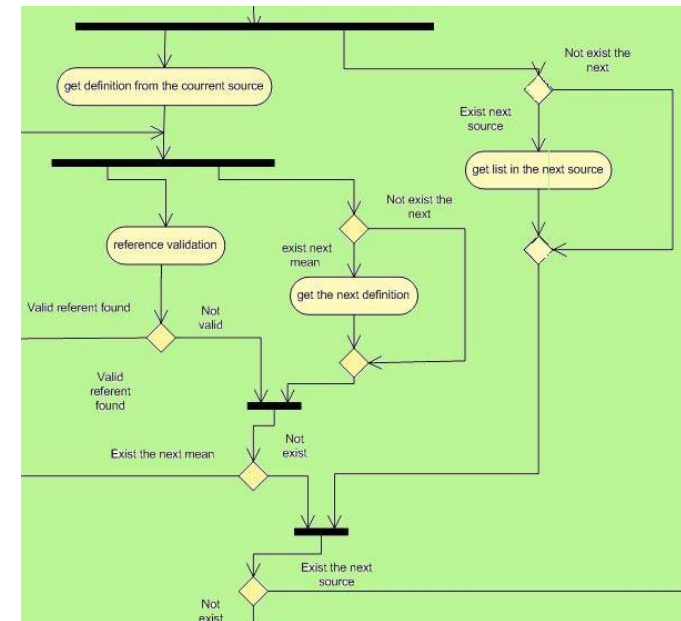 Not exist the
next
get definition from the courrent source
Exist next
source
get list in the next source
Not exist the
next
reference validation
exist next
mean
get the next definition
Valid referent found
Not
valid
Valid
referent
found
Not
exist
Exist the next mean
Exist the next
source
Not
exist